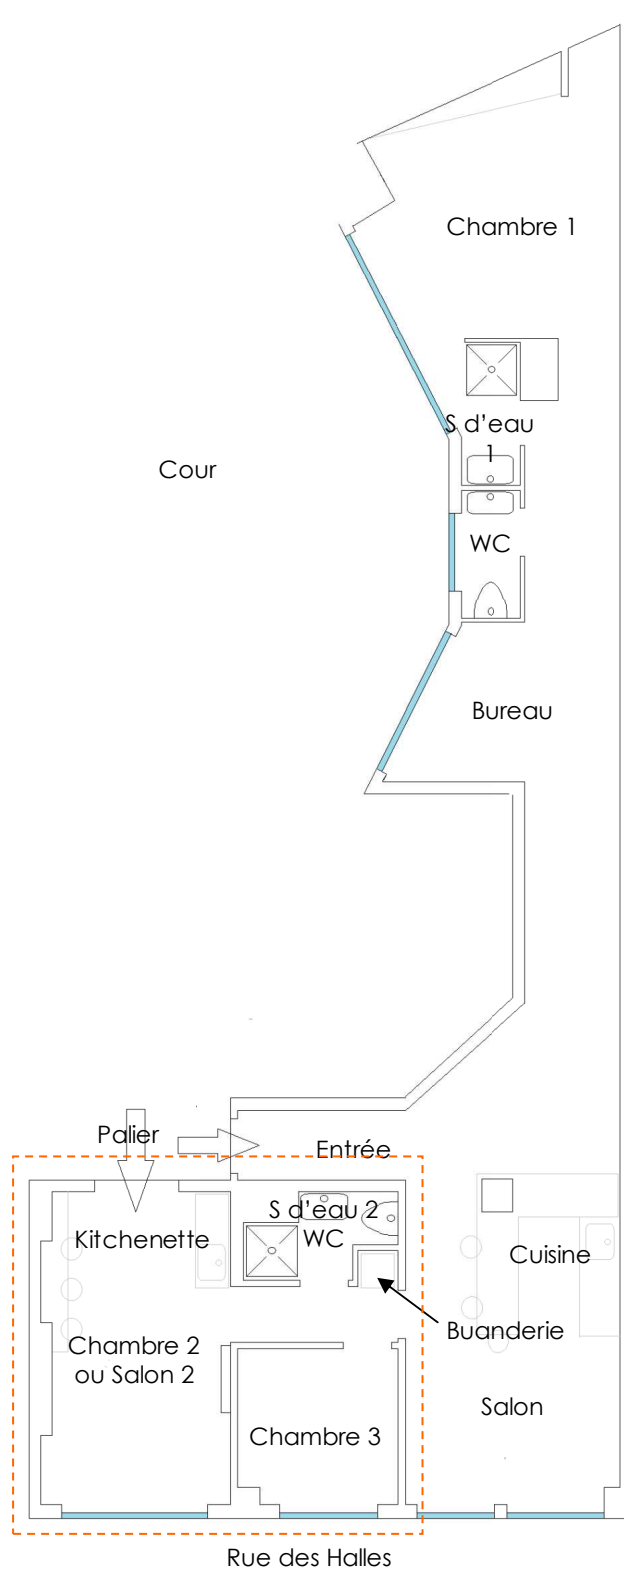 Chambre 1
S d’eau
1
Cour
WC
Bureau
Palier
Entrée
S d’eau 2
WC
Kitchenette
Cuisine
Buanderie
Chambre 2
ou Salon 2
Salon
Chambre 3
Rue des Halles